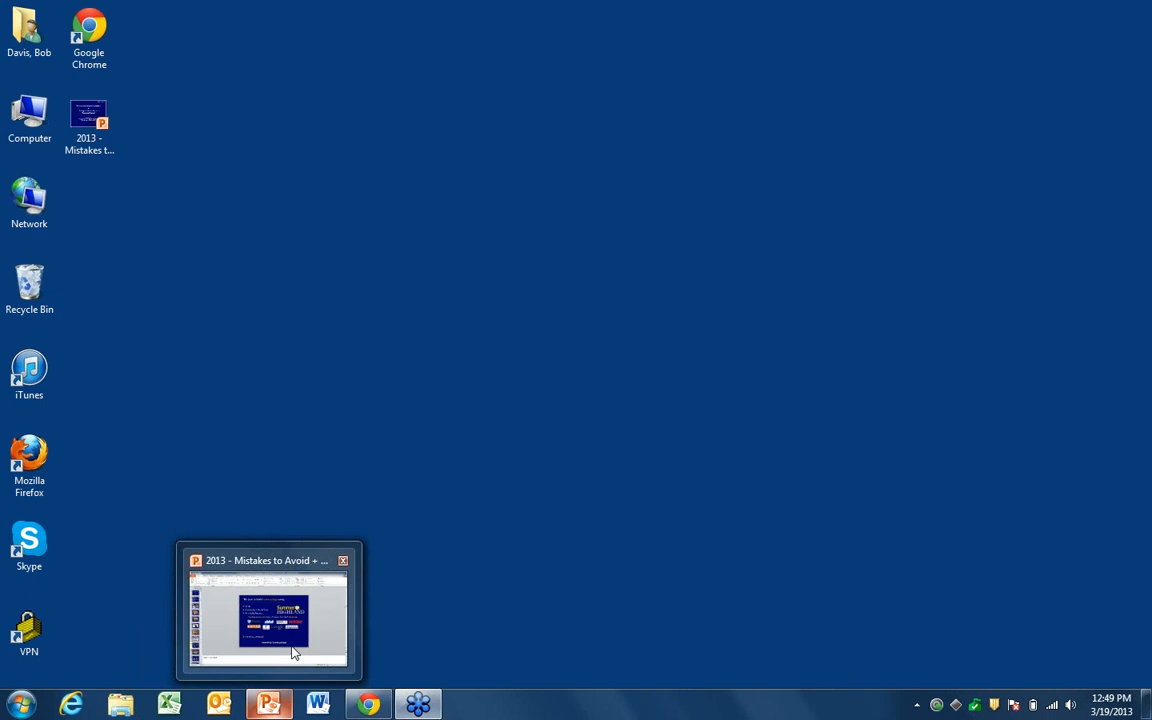 Davis, Bob
Google
Chrome
Computer
2013 -
Mistakes t...
Network
Recycle Bin
iTunes
Mozilla
Firefox
Skype
VPN
2013 - Mistakes to Avoid + ...
HIGHLAND
12:49 PM
3/19/2013